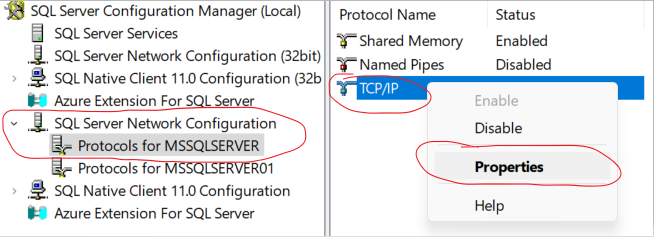 SQL Server Configuration Manager (Local)
SQL Server Services
SQL Server Network Configuration (32bit)
SQL Native Client 11.0 Configuration (32b
Azure Extension For SQL Server
SQL Server Network Configuration
Protocols for MSSQLSERVER
Protocols for MSSQLSERVER01
SQL Native Client 11.0 Configuration
Azure Extension For SQL Server
Protocol Name Status
Shared Memory Enabled
Named Pipes Disabled
TCP/IP
Enable
Disable
Properties
Help